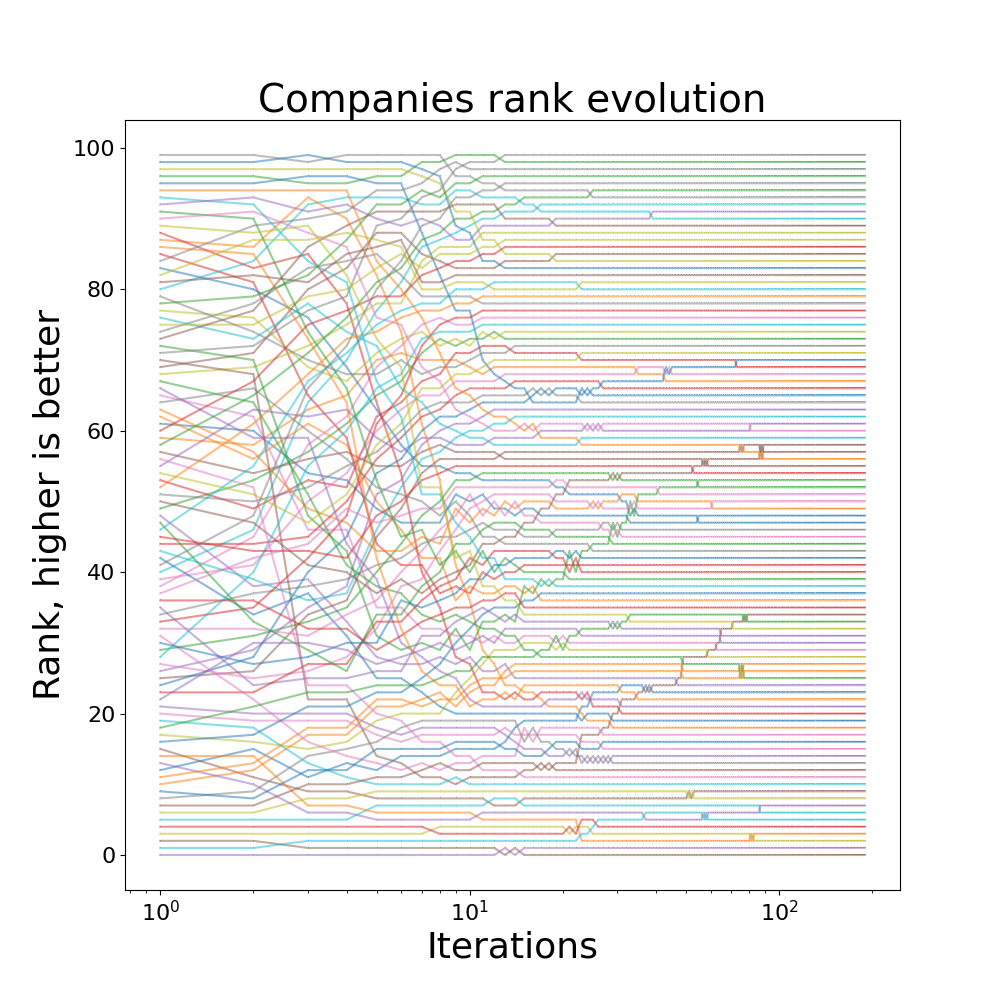 Companies rank evolution
Rank, higher is better
100
80
60
40
20
0
10⁰ 10¹ 10²
Iterations